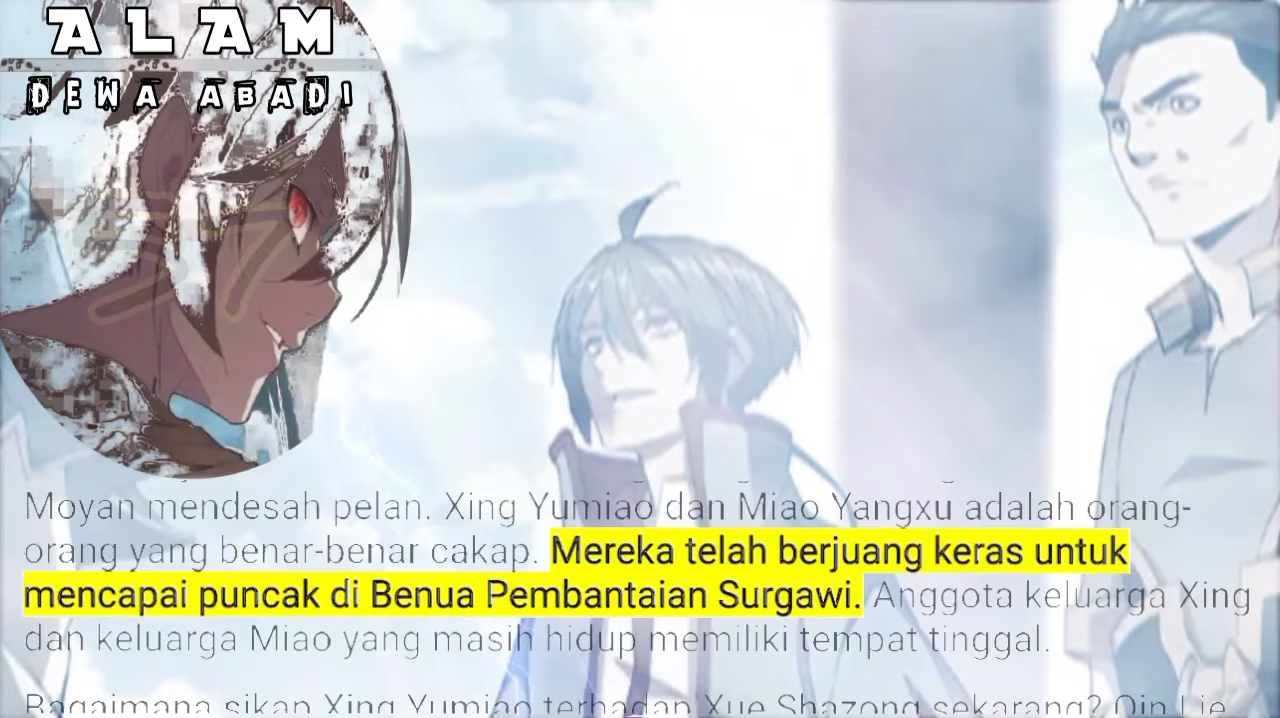 ALAM
DEWA ABADI
Moyan mendesah pelan. Xing Yumiao dan Miao Yangxu adalah orang-
orang yang benar-benar cakap. Mereka telah berjuang keras untuk
mencapai puncak di Benua Pembantaian Surgawi. Anggota keluarga Xing
dan keluarga Miao yang masih hidup memiliki tempat tinggal.
Bagaimana sikap Xing Yumiao terhadap Xue Shazong sekarang? Qin Lie